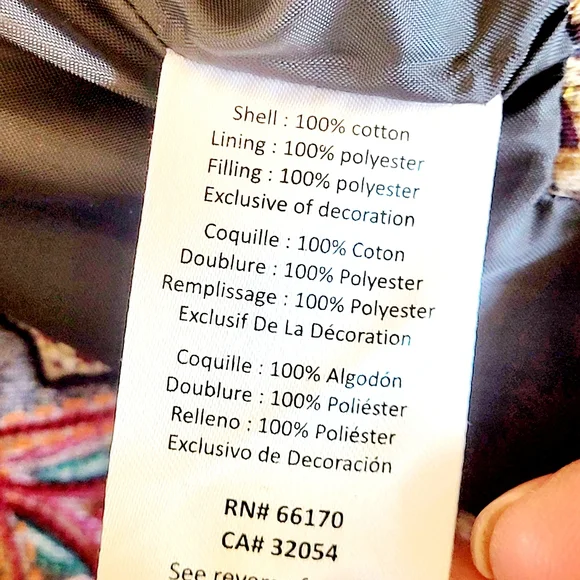 Shell : 100% cotton
Lining : 100% polyester
Filling : 100% polyester
Exclusive of decoration
Coquille : 100% Coton
Doublure : 100% Polyester
Remplissage : 100% Polyester
Exclusif De La Décoration
Coquille : 100% Algodón
Doublure : 100% Poliéster
Relleno : 100% Poliéster
Exclusivo de Decoración
RN# 66170
CA# 32054
See